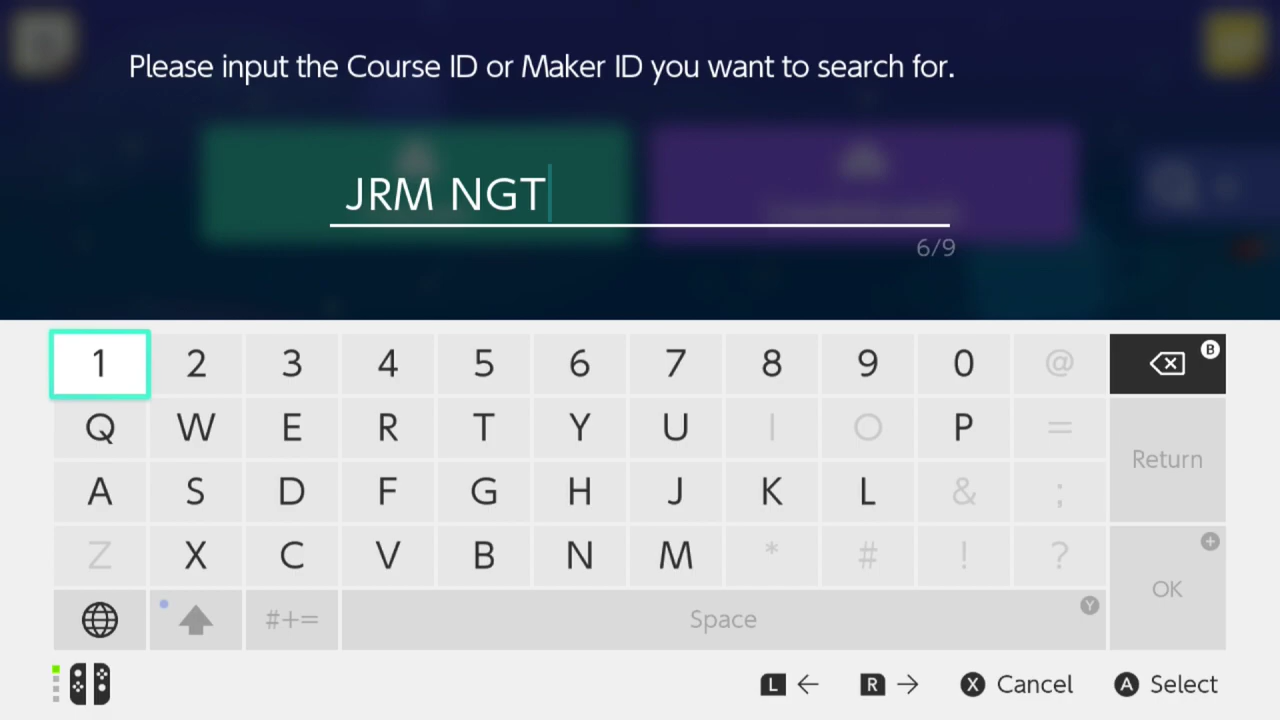 Please input the Course ID or Maker ID you want to search for.
JRM NGT
6/9
1 2 3 4 5 6 7 8 9 0 @ B
Q W E R T Y U I O P = Return
A S D F G H J K L & ;
Z X C V B N M * # ! ? + OK
#+= Space Y
L ← R → X Cancel A Select